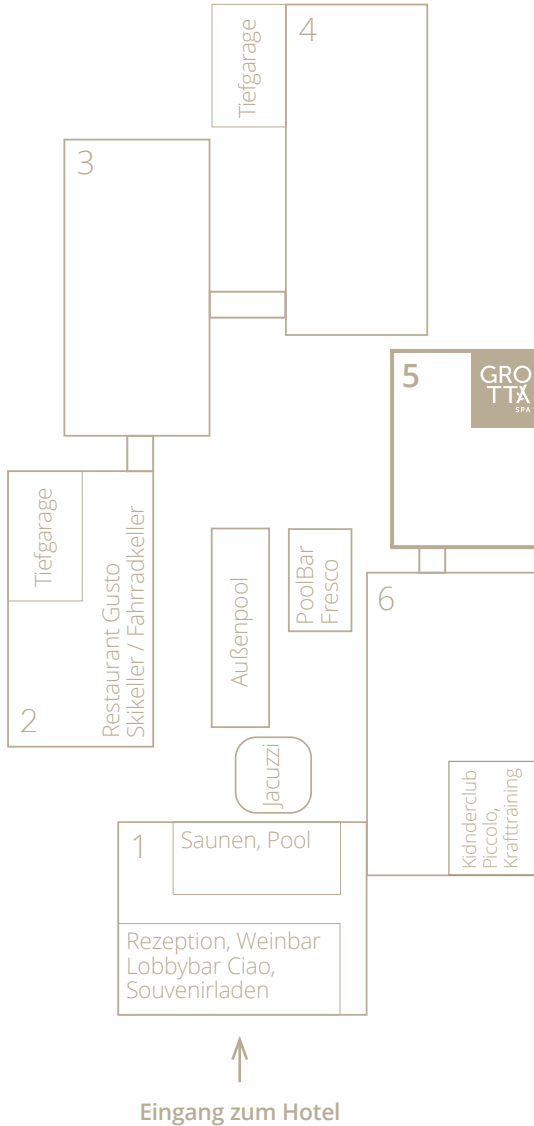 4
Tiefgarage
3
5
GRO
TTA
SPA
Tiefgarage
Restaurant Gusto
Skikeller / Fahrradkeller
2
Außenpool
PoolBar
Fresco
6
Jacuzzi
Kidnderclub
Piccolo,
Krafttraining
1
Saunen, Pool
Rezeption, Weinbar
Lobbybar Ciao,
Souvenirladen
Eingang zum Hotel